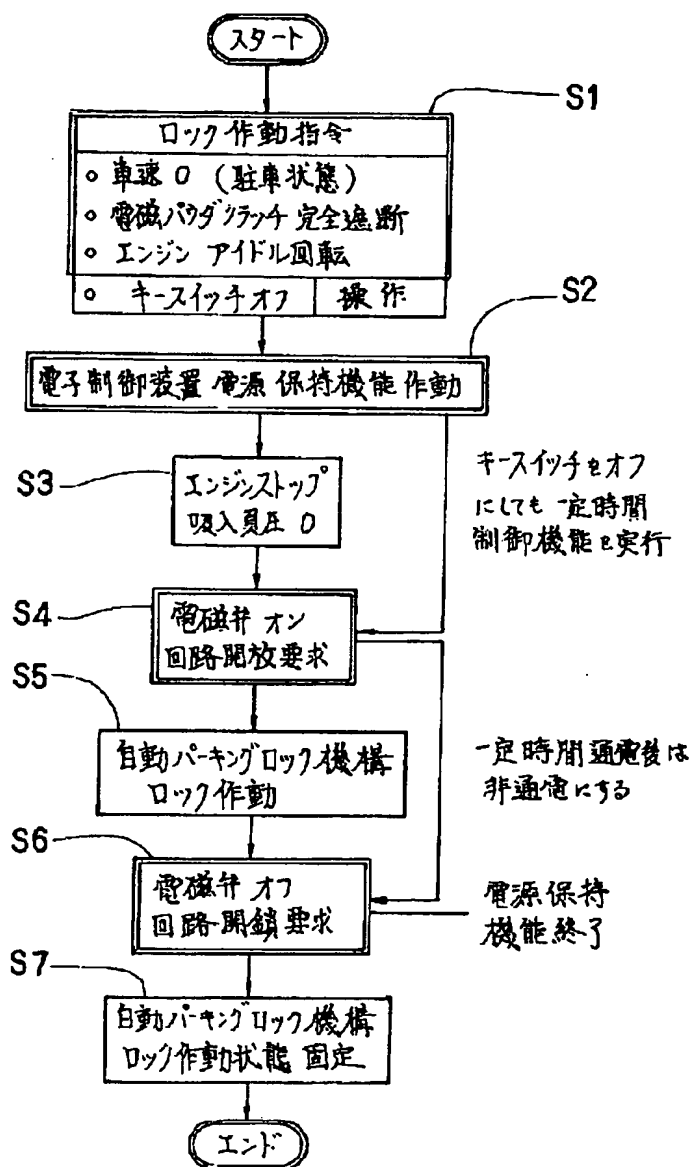 スタート
S1
ロック作動指令
○ 車速 0 (駐車状態)
○ 電磁パウダクラッチ 完全遮断
○ エンジン アイドル回転
○ キースイッチオフ 操作
S2
電子制御装置 電源 保持機能 作動
S3
エンジンストップ
吸入負圧 0
キースイッチをオフ
にしても一定時間
制御機能を実行
S4
電磁弁 オン
回路開放要求
S5
自動パーキングロック機構
ロック作動
一定時間通電後は
非通電にする
S6
電磁弁 オフ
回路閉鎖要求
電源保持
機能終了
S7
自動パーキングロック機構
ロック作動状態 固定
エンド